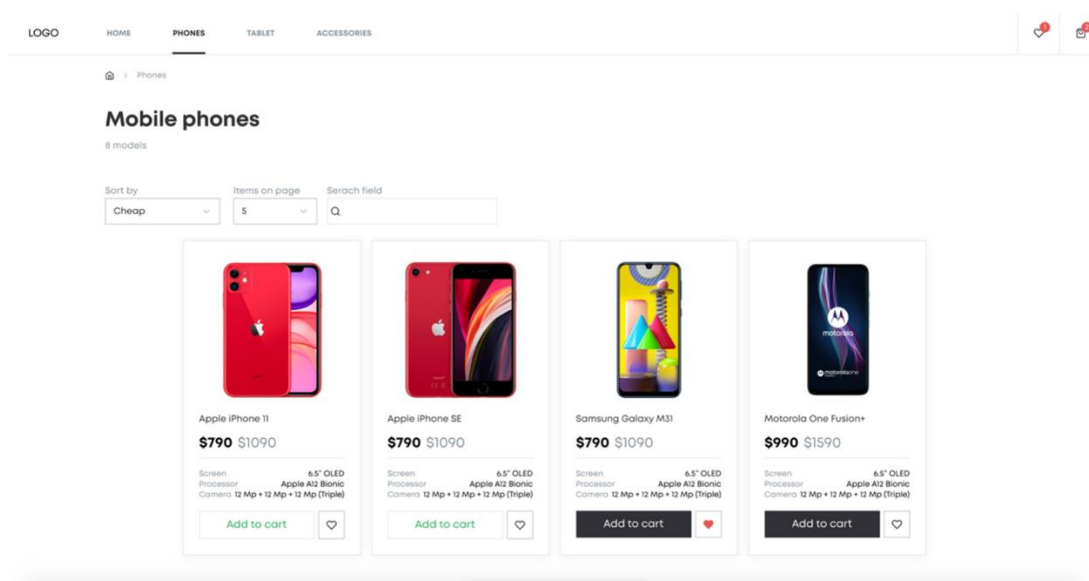 LOGO HOME PHONES TABLET ACCESSORIES 1
Phones
Mobile phones
8 models
Sort by Items on page Serach field
Cheap 5
motorola
motorolaone
Apple iPhone 11 Apple iPhone SE Samsung Galaxy M31 Motorola One Fusion+
$790 $1090 $790 $1090 $790 $1090 $990 $1590
Screen 6.5" OLED Screen 6.5" OLED Screen 6.5" OLED Screen 6.5" OLED
Processor Apple A12 Bionic Processor Apple A12 Bionic Processor Apple A12 Bionic Processor Apple A12 Bionic
Camera 12 Mp + 12 Mp + 12 Mp (Triple) Camera 12 Mp + 12 Mp + 12 Mp (Triple) Camera 12 Mp + 12 Mp + 12 Mp (Triple) Camera 12 Mp + 12 Mp + 12 Mp (Triple)
Add to cart Add to cart Add to cart Add to cart